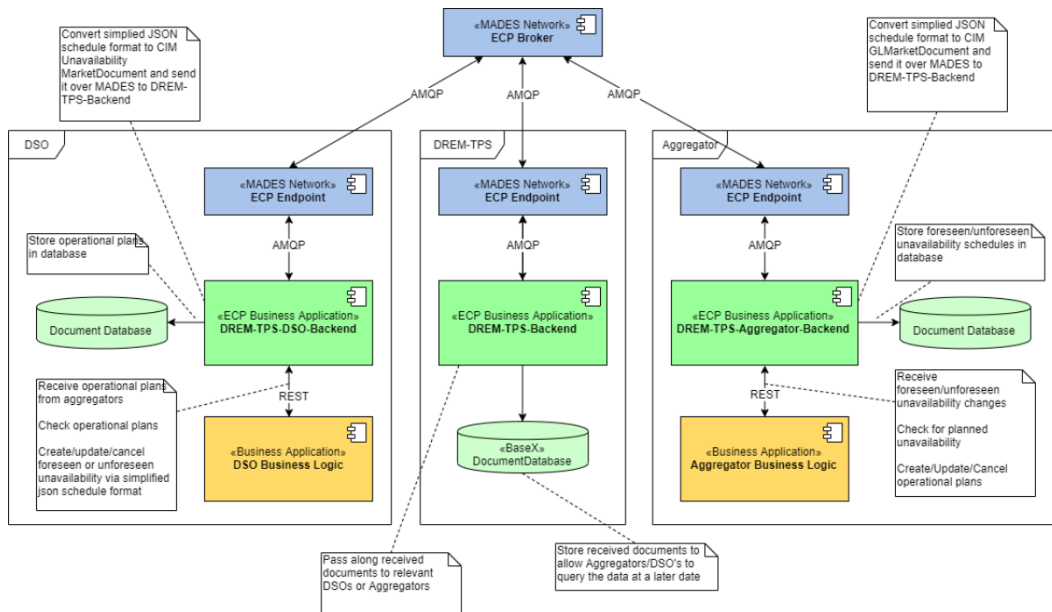 Convert simplied JSON
schedule format to CIM
Unavailability
MarketDocument and send
it over MADES to DREM-
TPS-Backend
«MADES Network»
ECP Broker
Convert simplied JSON
schedule format to CIM
GLMarketDocument and
send it over MADES to
DREM-TPS-Backend
AMQP
AMQP
AMQP
DSO
DREM-TPS
Aggregator
«MADES Network»
ECP Endpoint
«MADES Network»
ECP Endpoint
«MADES Network»
ECP Endpoint
Store operational plans
in database
AMQP
AMQP
AMQP
Store foreseen/unforeseen
unavailability schedules in
database
Document Database
«ECP Business Application»
DREM-TPS-DSO-Backend
«ECP Business Application»
DREM-TPS-Backend
«ECP Business Application»
DREM-TPS-Aggregator-Backend
Document Database
Receive operational plans
from aggregators
Check operational plans
Create/update/cancel
foreseen or unforeseen
unavailability via simplified
json schedule format
REST
«Business Application»
DSO Business Logic
«BaseX»
DocumentDatabase
REST
«Business Application»
Aggregator Business Logic
Receive
foreseen/unforeseen
unavailability changes
Check for planned
unavailability
Create/Update/Cancel
operational plans
Pass along received
documents to relevant
DSOs or Aggregators
Store received documents to
allow Aggregators/DSO's to
query the data at a later date